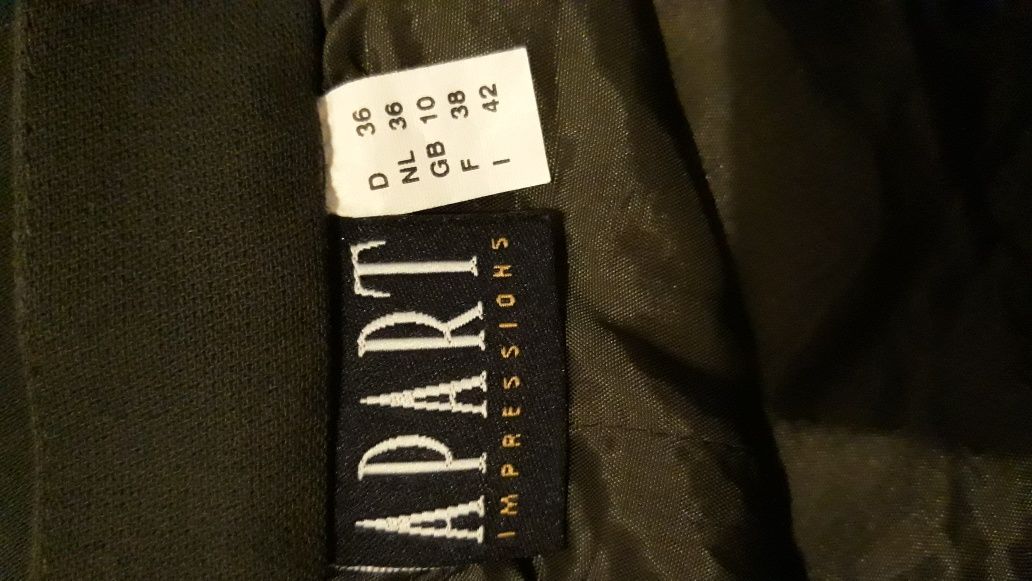 APART
IMPRESSIONS
D 36
NL 36
GB 10
F 38
I 42